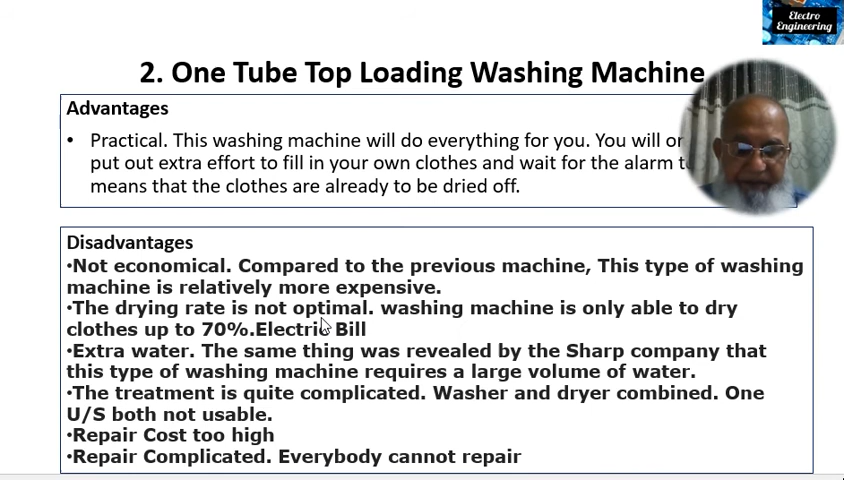 Electro
Engineering
2. One Tube Top Loading Washing Machine
Advantages
• Practical. This washing machine will do everything for you. You will
put out extra effort to fill in your own clothes and wait for the alarm
means that the clothes are already to be dried off.
Disadvantages
•Not economical. Compared to the previous machine, This type of washing
machine is relatively more expensive.
•The drying rate is not optimal. washing machine is only able to dry
clothes up to 70%.Electric Bill
•Extra water. The same thing was revealed by the Sharp company that
this type of washing machine requires a large volume of water.
•The treatment is quite complicated. Washer and dryer combined. One
U/S both not usable.
•Repair Cost too high
•Repair Complicated. Everybody cannot repair